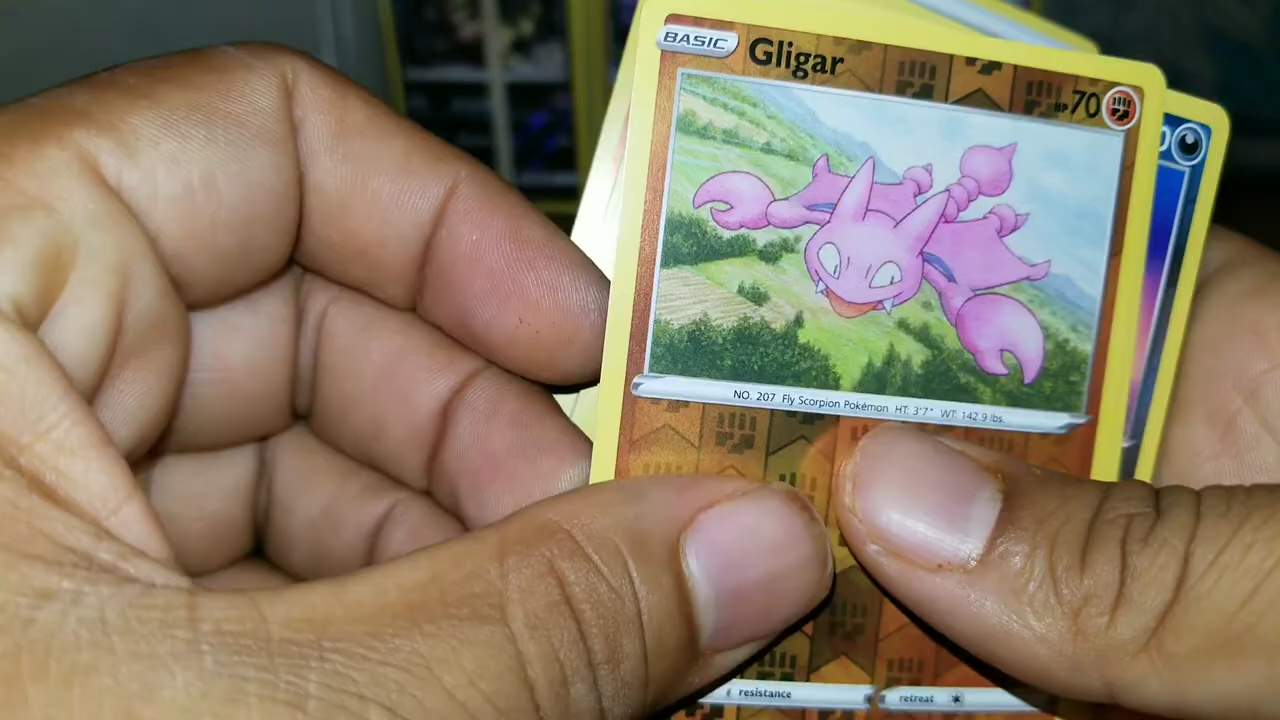 BASIC Gligar HP 70
NO. 207 Fly Scorpion Pokémon HT: 3'7" WT: 142.9 lbs.
resistance retreat